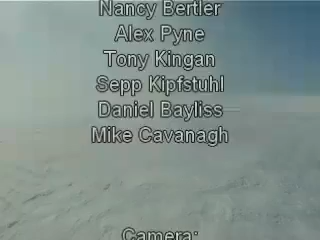 Nancy Bertler
Alex Pyne
Tony Kingan
Sepp Kipfstuhl
Daniel Bayliss
Mike Cavanagh
Camera: